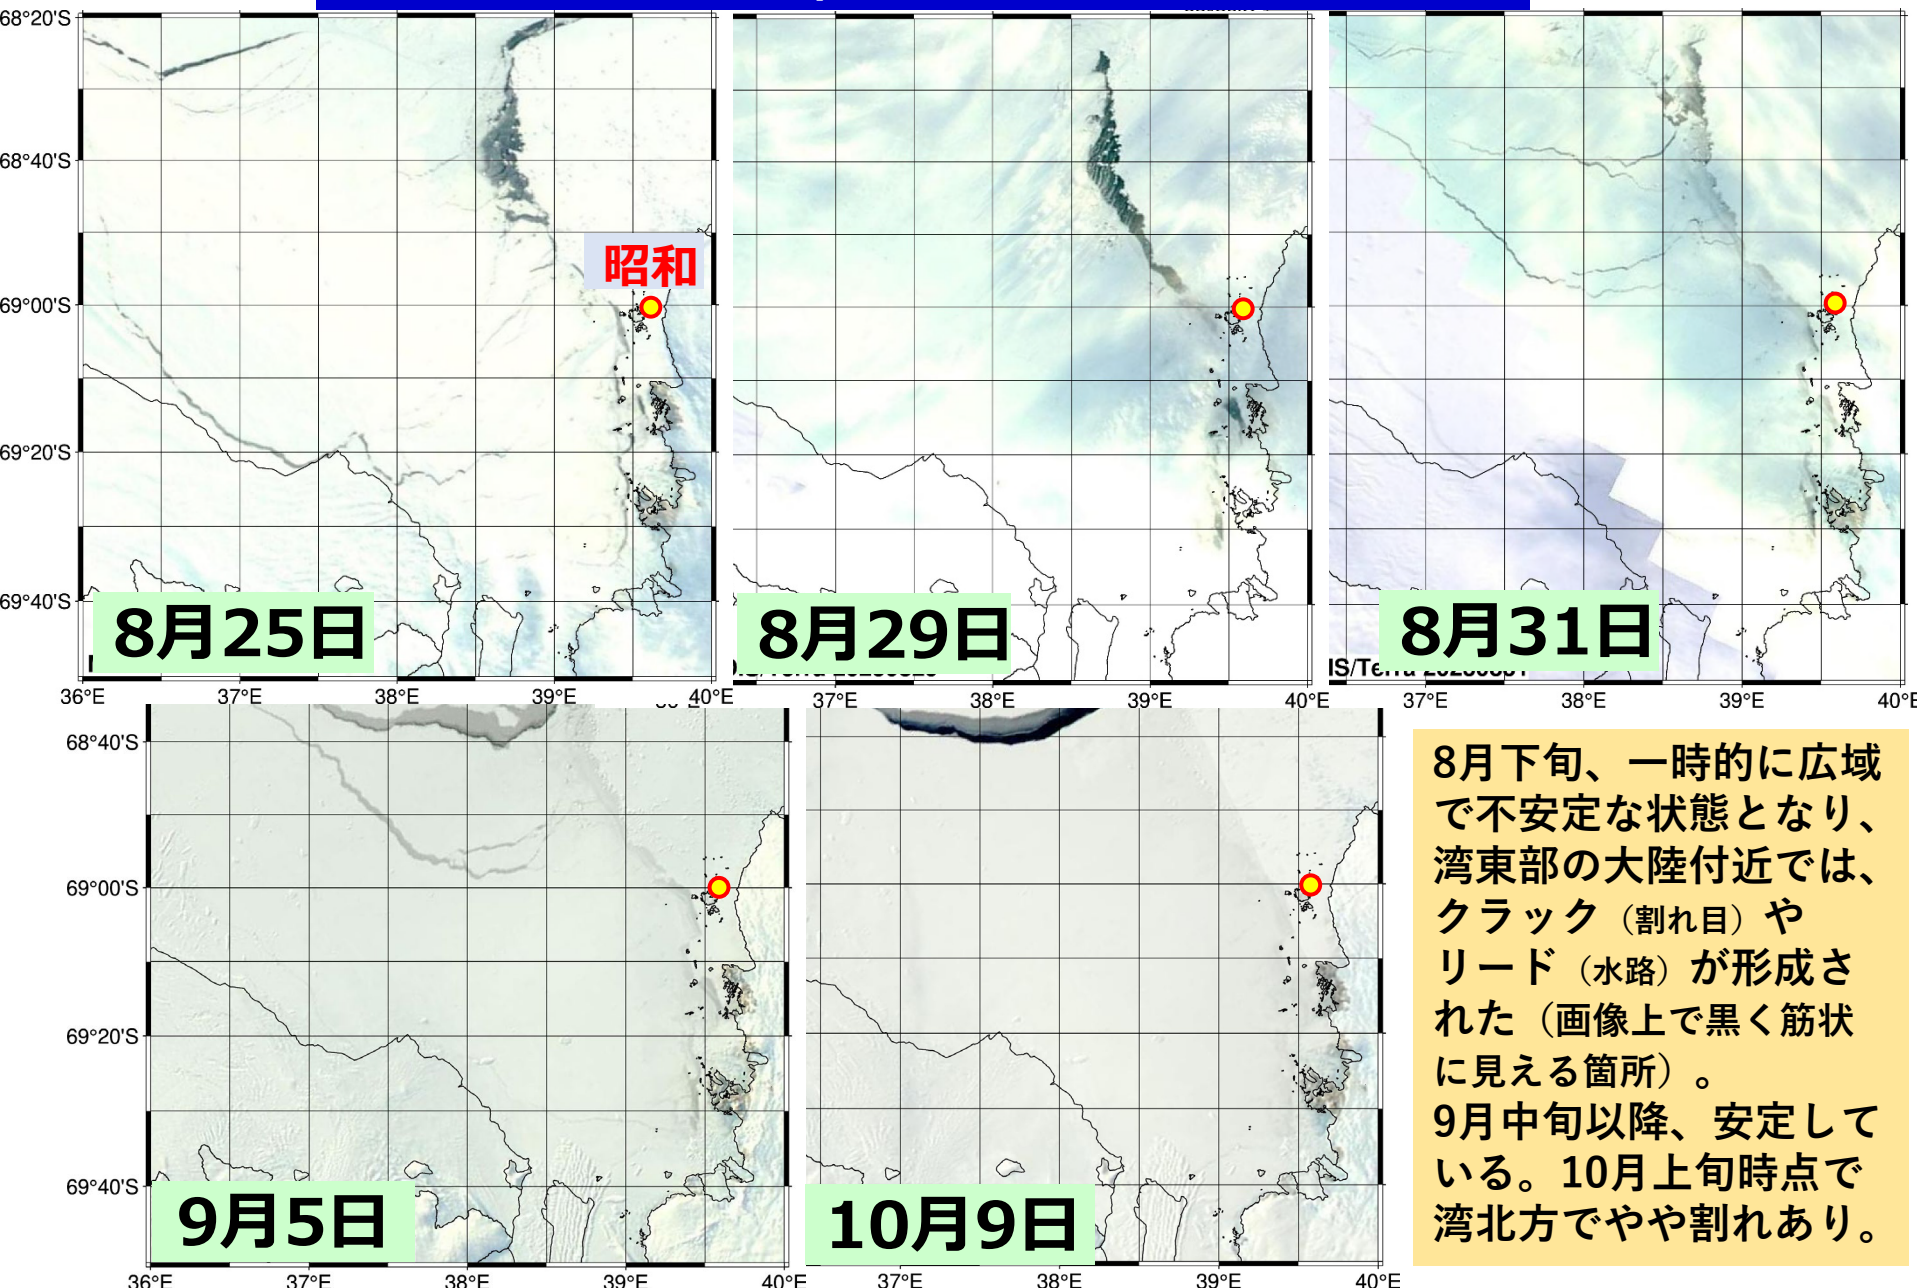 68°20'S
68°40'S
69°00'S
69°20'S
69°40'S
昭和
8月25日
8月29日
8月31日
IS/Terra
36°E 37°E 38°E 39°E 40°E
37°E 38°E 39°E 40°E
37°E 38°E 39°E 40°E
68°40'S
69°00'S
69°20'S
69°40'S
9月5日
10月9日
36°E 37°E 38°E 39°E 40°E
37°E 38°E 39°E 40°E
8月下旬、一時的に広域
で不安定な状態となり、
湾東部の大陸付近では、
クラック（割れ目）や
リード（水路）が形成さ
れた（画像上で黒く筋状
に見える箇所）。
9月中旬以降、安定して
いる。10月上旬時点で
湾北方でやや割れあり。